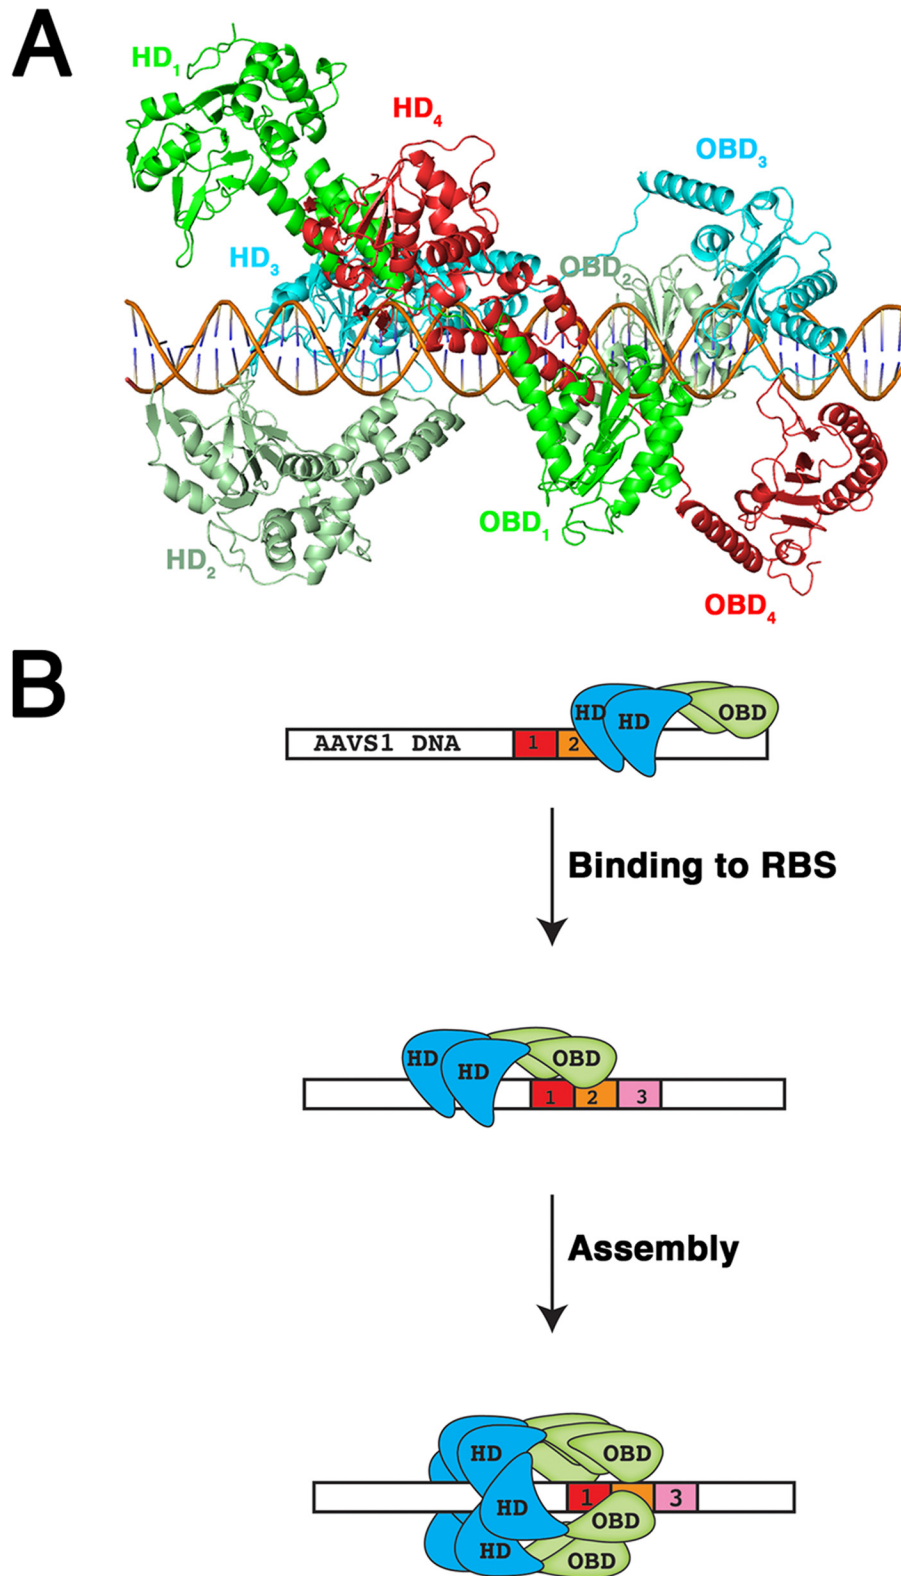 A
HD₁
HD₄
OBD₃
HD₃
OBD₂
OBD₁
HD₂
OBD₄
B
HD HD OBD
AAVS1 DNA 1 2
Binding to RBS
HD HD OBD
1 2 3
Assembly
HD OBD
1 3
HD OBD
HD OBD